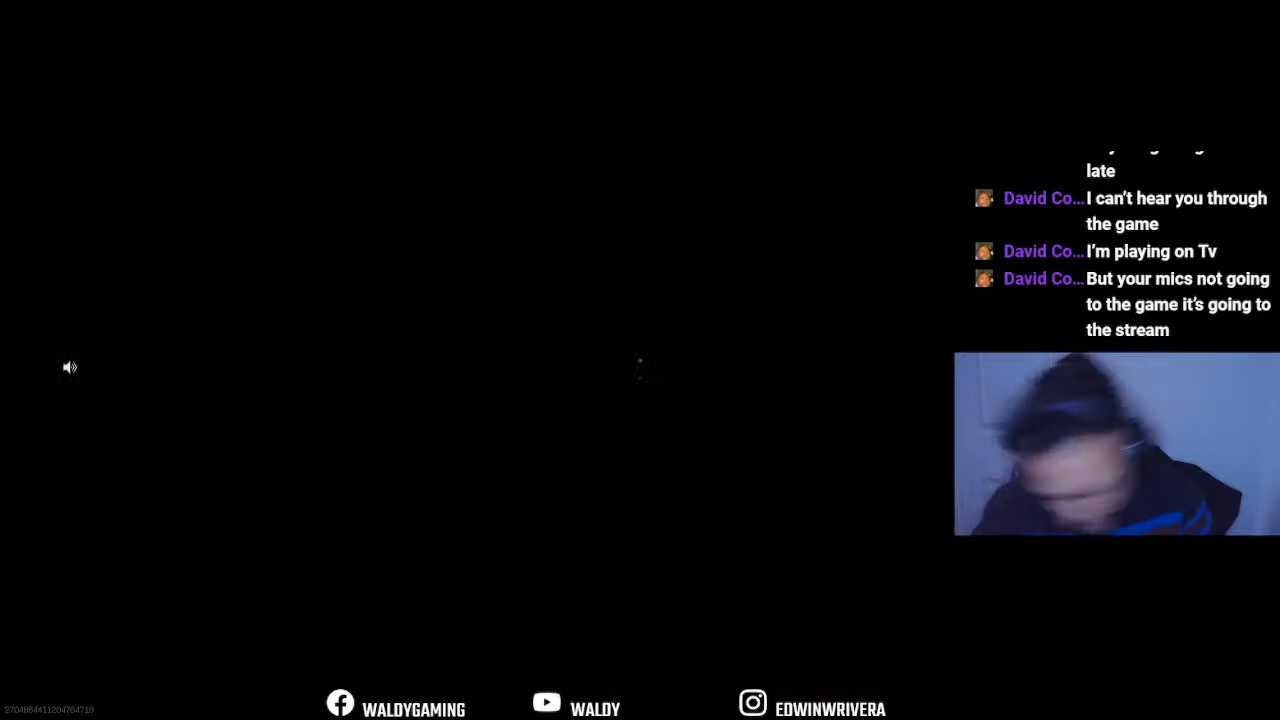 late
David Co... I can't hear you through
the game
David Co... I'm playing on Tv
David Co... But your mics not going
to the game it's going to
the stream
WALDYGAMING WALDY EDWINWRIVERA